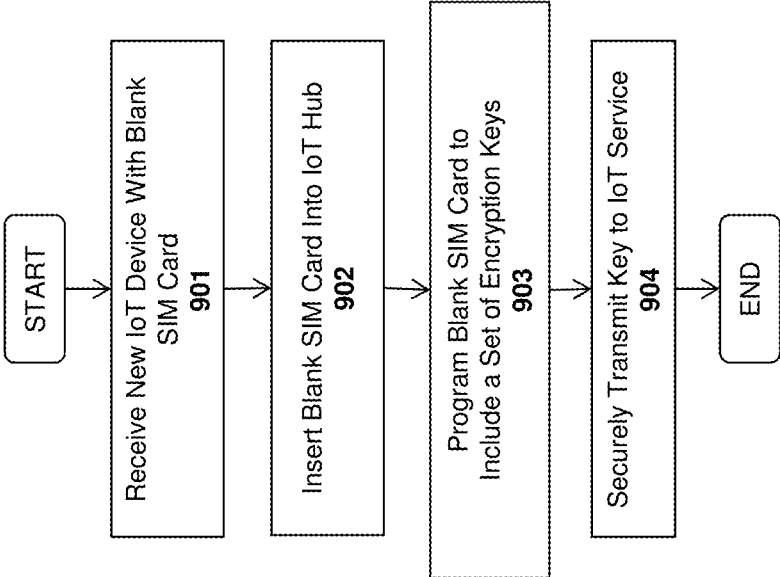 START
Receive New IoT Device With Blank
SIM Card
901
Insert Blank SIM Card Into IoT Hub
902
Program Blank SIM Card to
Include a Set of Encryption Keys
903
Securely Transmit Key to IoT Service
904
END